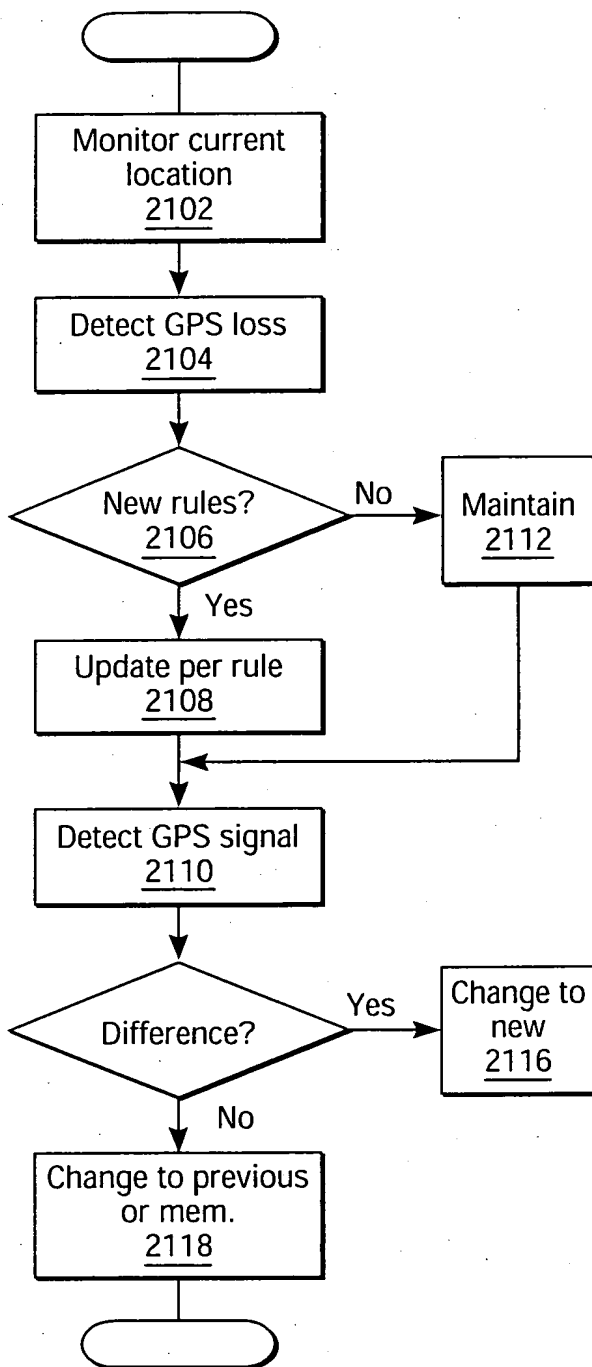 Monitor current
location
2102
Detect GPS loss
2104
New rules?
2106
No
Maintain
2112
Yes
Update per rule
2108
Detect GPS signal
2110
Difference?
Yes
Change to
new
2116
No
Change to previous
or mem.
2118